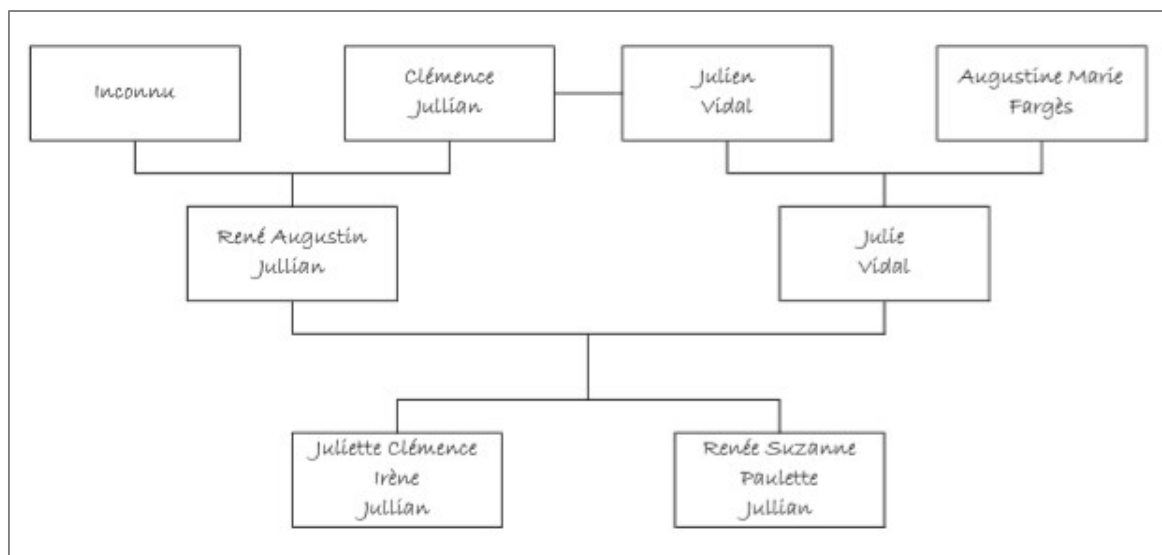 Inconnu
Clémence
Jullian
Julien
Vidal
Augustine Marie
Fargès
René Augustin
Jullian
Julie
Vidal
Juliette Clémence
Irène
Jullian
Renée Suzanne
Paulette
Jullian